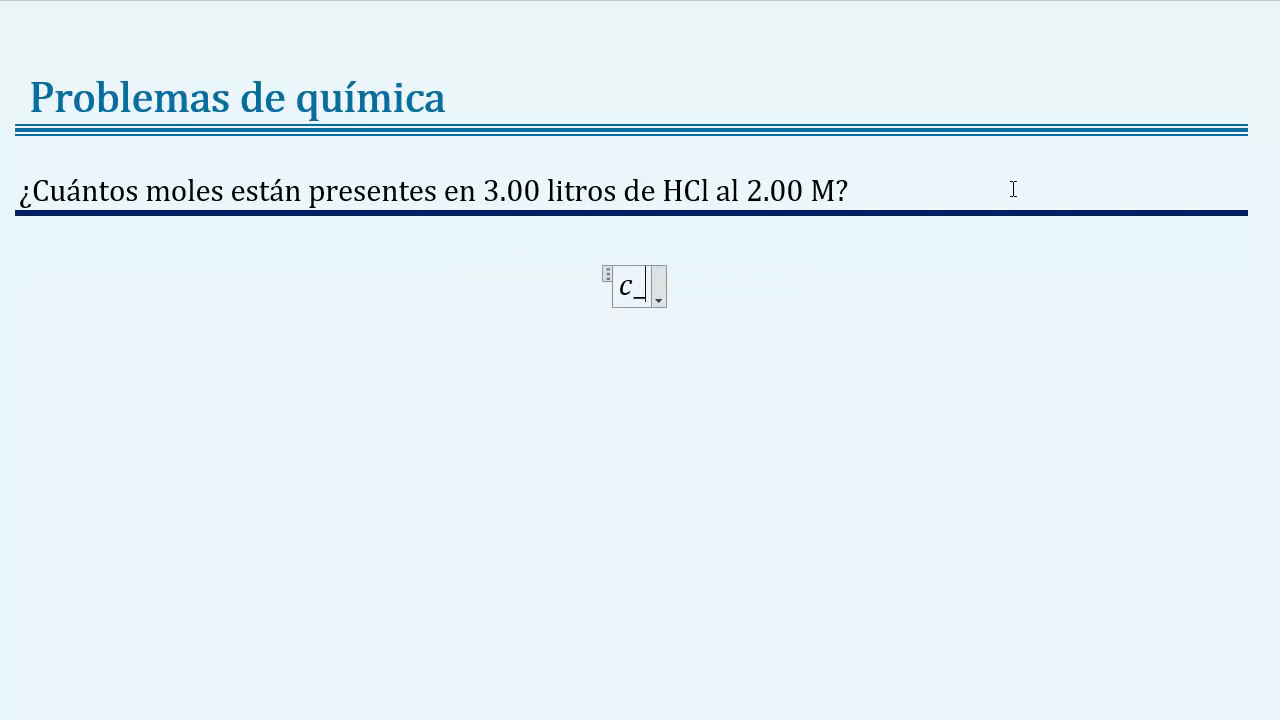 Problemas de química
¿Cuántos moles están presentes en 3.00 litros de HCl al 2.00 M?
c_